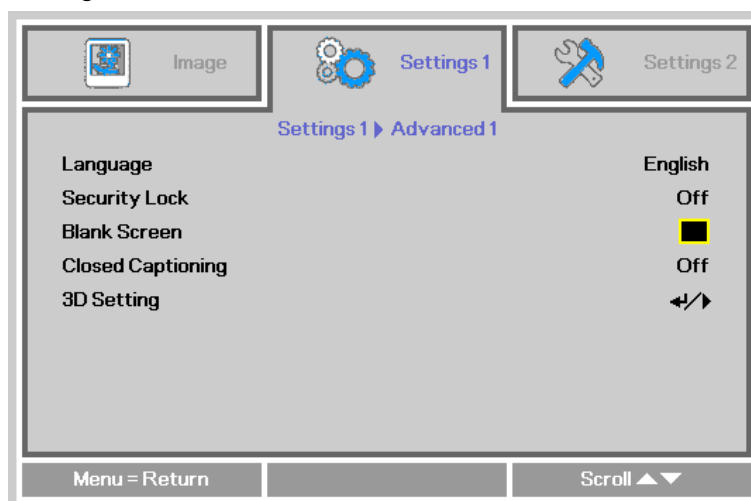 Image Settings 1 Settings 2
Settings 1 Advanced 1
Language English
Security Lock Off
Blank Screen
Closed Captioning Off
3D Setting
Menu = Return Scroll